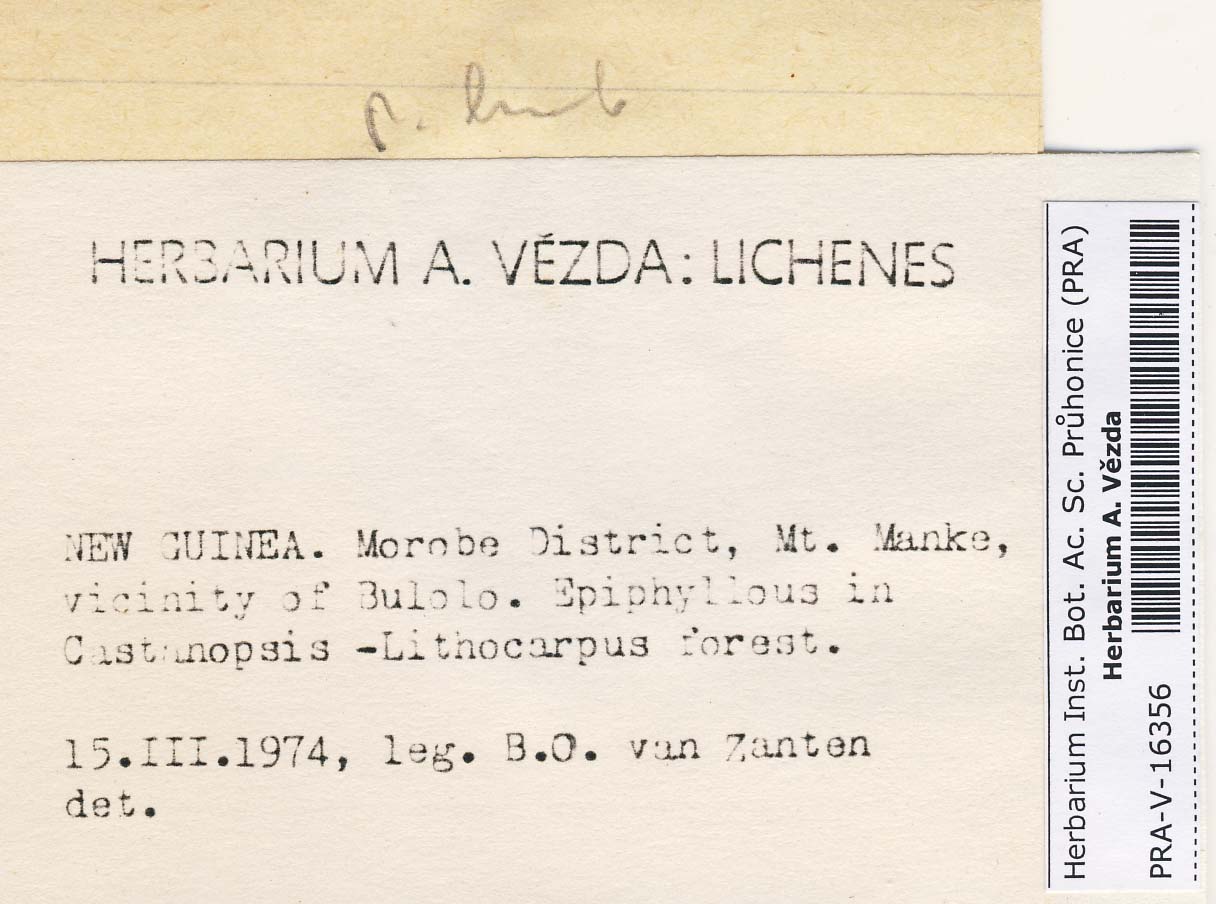 HERBARIUM A. VĚZDA: LICHENES
NEW GUINEA. Morobe District, Mt. Manke,
vicinity of Bulolo. Epiphyllous in
Castanopsis -Lithocarpus forest.
15.III.1974, leg. B.O. van Zanten
det.
Herbarium Inst. Bot. Ac. Sc. Průhonice (PRA)
Herbarium A. Vězda
PRA-V-16356